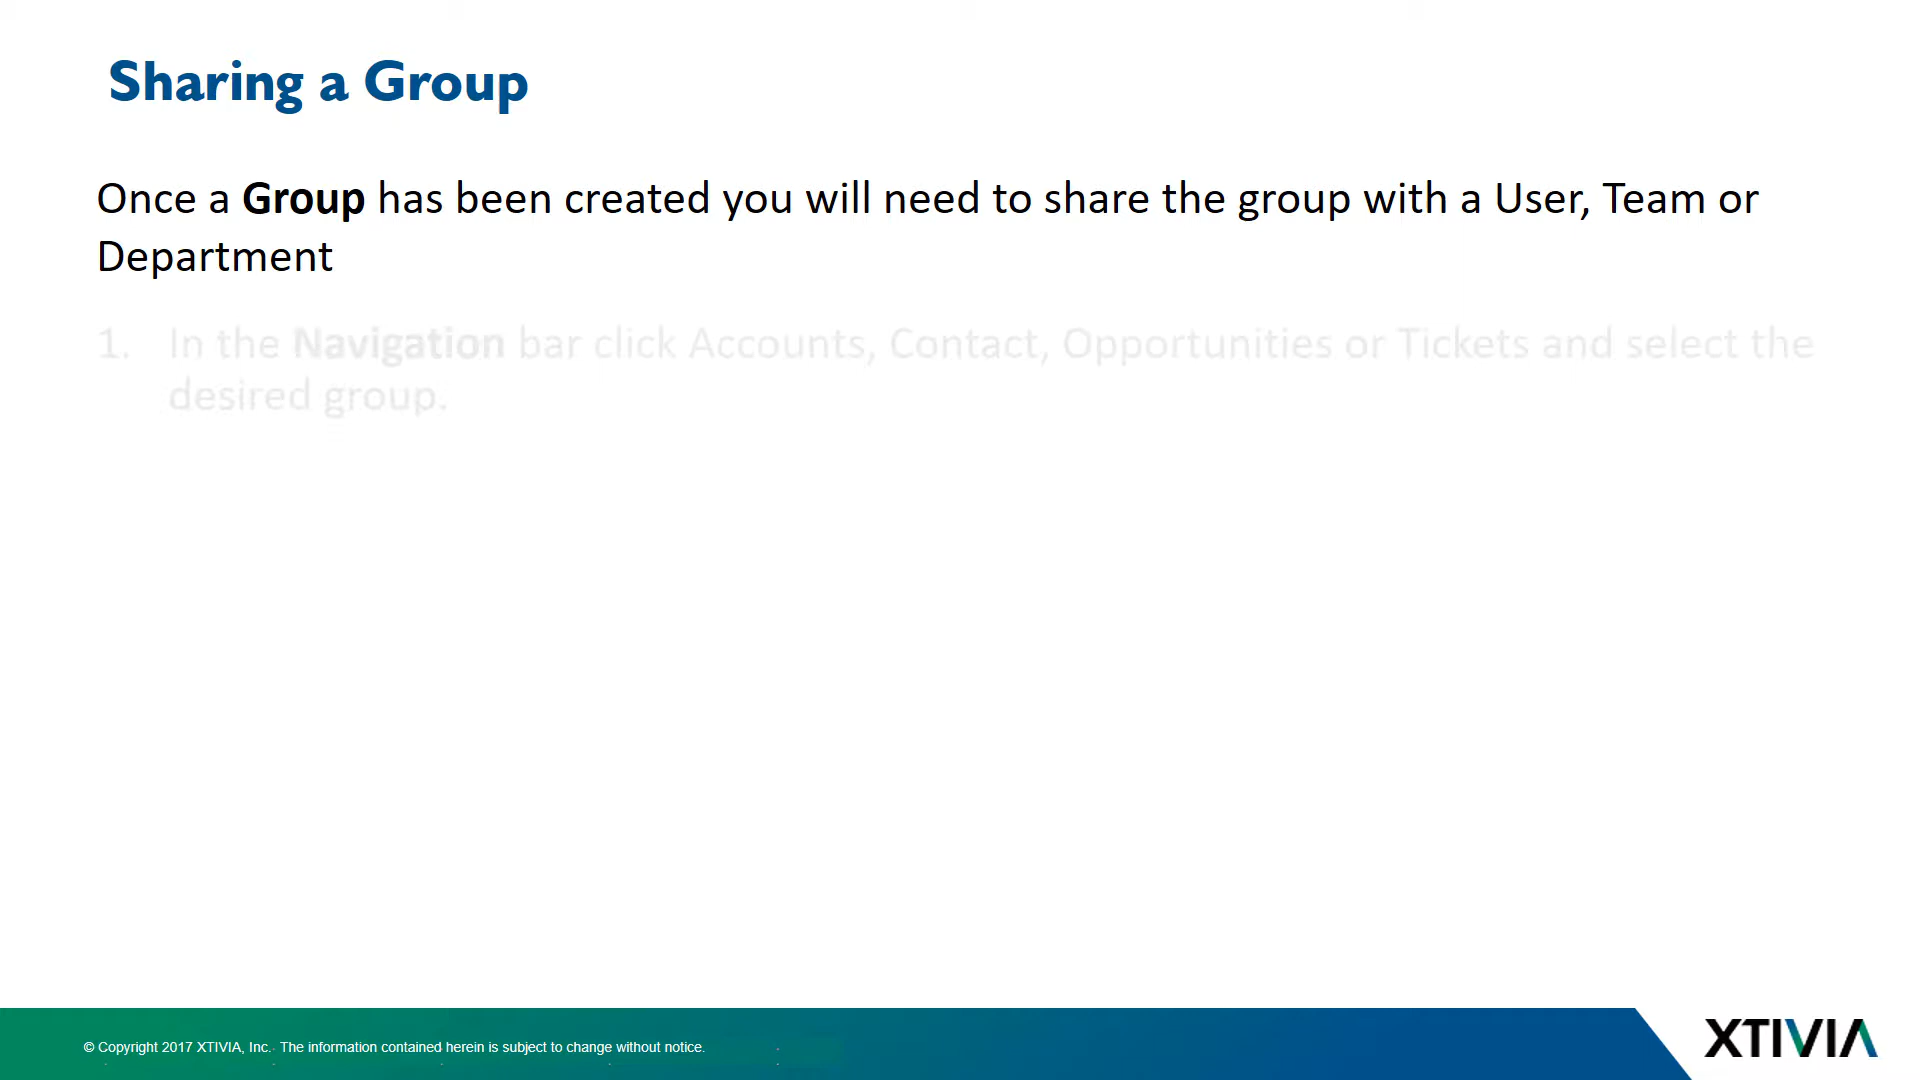 Sharing a Group
Once a Group has been created you will need to share the group with a User, Team or
Department
1. In the Navigation bar click Accounts, Contact, Opportunities or Tickets and select the
desired group.
© Copyright 2017 XTIVIA, Inc. The information contained herein is subject to change without notice.
XTIVIA